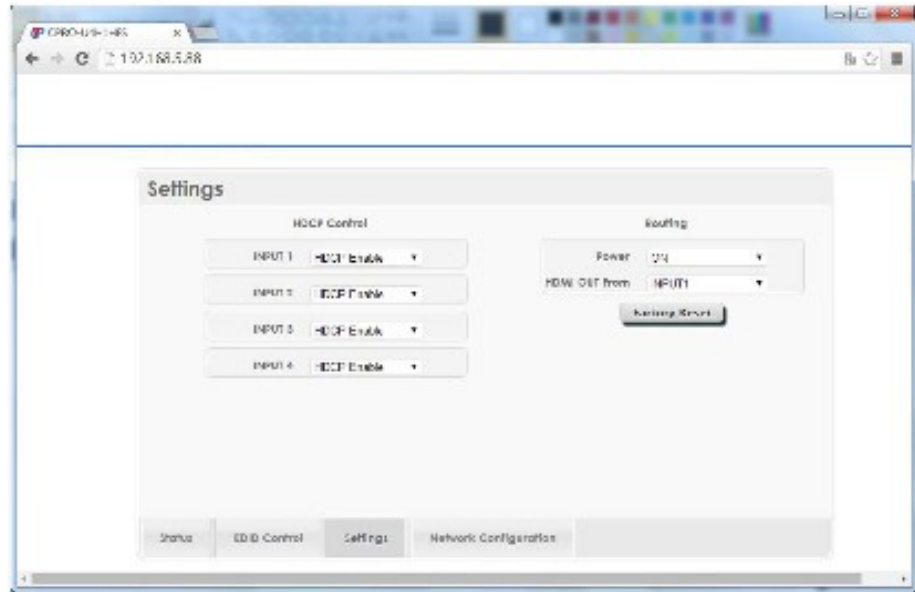 192.168.5.88
Settings
HDCP Control
INPUT 1 HDCP Enable
INPUT 2 HDCP Enable
INPUT 3 HDCP Enable
INPUT 4 HDCP Enable
Routing
Power ON
HDMI OUT From INPUT1
Factory Reset
Status
EDID Control
Settings
Network Configuration